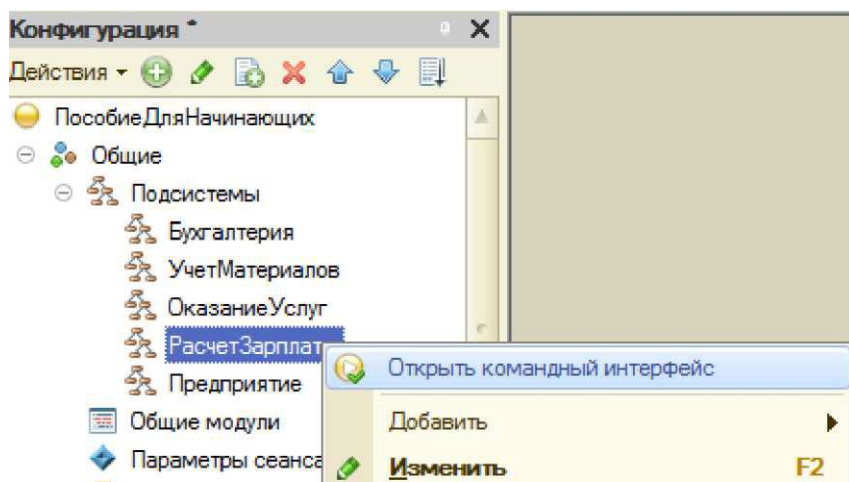 Конфигурация *
Действия
ПособиеДляНачинающих
Общие
Подсистемы
Бухгалтерия
УчетМатериалов
ОказаниеУслуг
РасчетЗарплат
Открыть командный интерфейс
Предприятие
Общие модули
Добавить
Параметры сеанса
Изменить F2